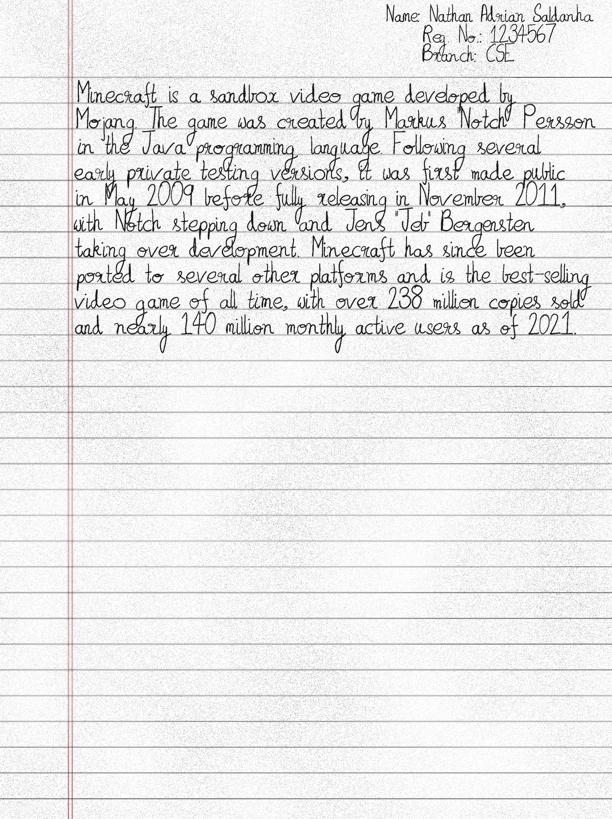 Name: Nathan Adrian Saldanha
Reg. No.: 1234567
Branch: CSE
Minecraft is a sandbox video game developed by
Mojang. The game was created by Markus "Notch" Persson
in the Java programming language. Following several
early private testing versions, it was first made public
in May 2009 before fully releasing in November 2011,
with Notch stepping down and Jens "Jeb" Bergensten
taking over development. Minecraft has since been
ported to several other platforms and is the best-selling
video game of all time, with over 238 million copies sold
and nearly 140 million monthly active users as of 2021.